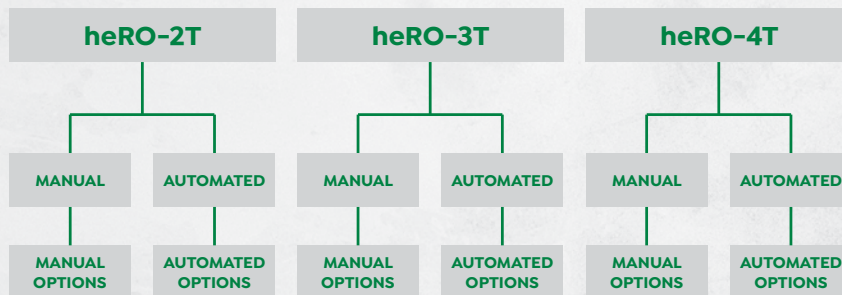 heRO-2T
heRO-3T
heRO-4T
MANUAL
AUTOMATED
MANUAL
AUTOMATED
MANUAL
AUTOMATED
MANUAL
OPTIONS
AUTOMATED
OPTIONS
MANUAL
OPTIONS
AUTOMATED
OPTIONS
MANUAL
OPTIONS
AUTOMATED
OPTIONS